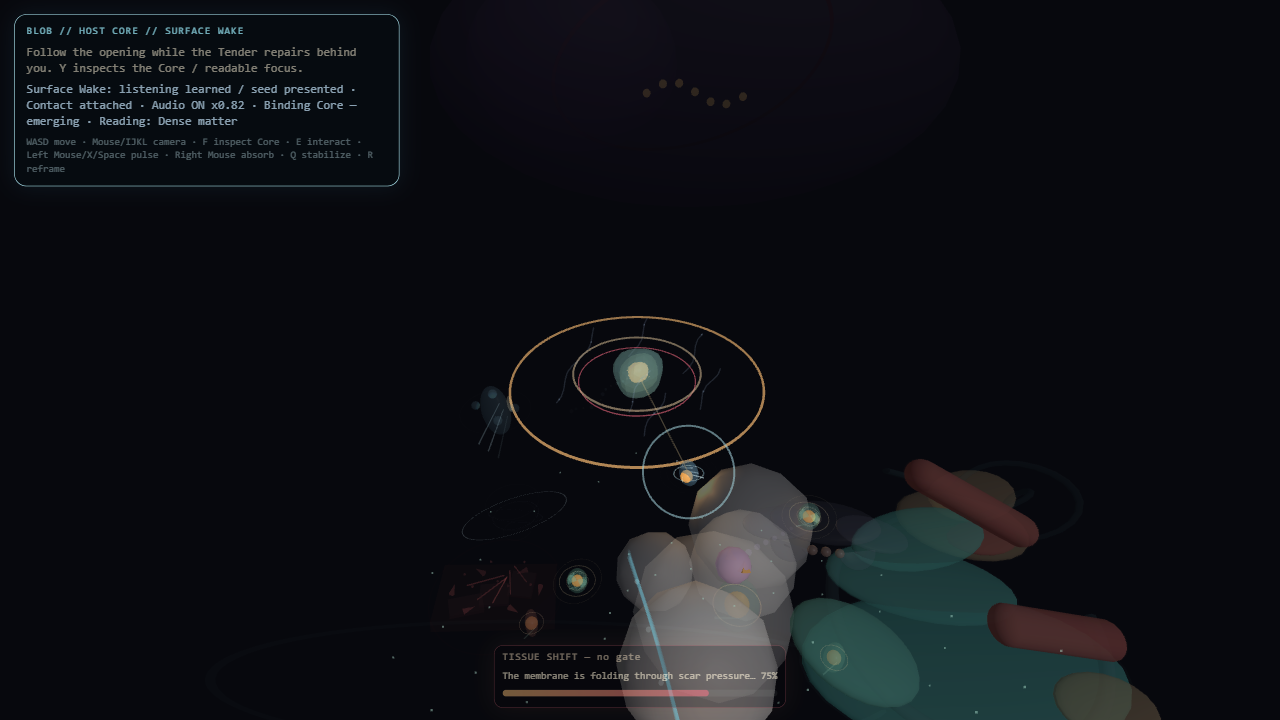 BLOB // HOST CORE // SURFACE WAKE
Follow the opening while the Tender repairs behind
you. Y inspects the Core / readable focus.
Surface Wake: listening learned / seed presented ·
Contact attached · Audio ON x0.82 · Binding Core —
emerging · Reading: Dense matter
WASD move · Mouse/IJKL camera · F inspect Core · E interact ·
Left Mouse/X/Space pulse · Right Mouse absorb · Q stabilize · R
reframe
TISSUE SHIFT — no gate
The membrane is folding through scar pressure… 75%